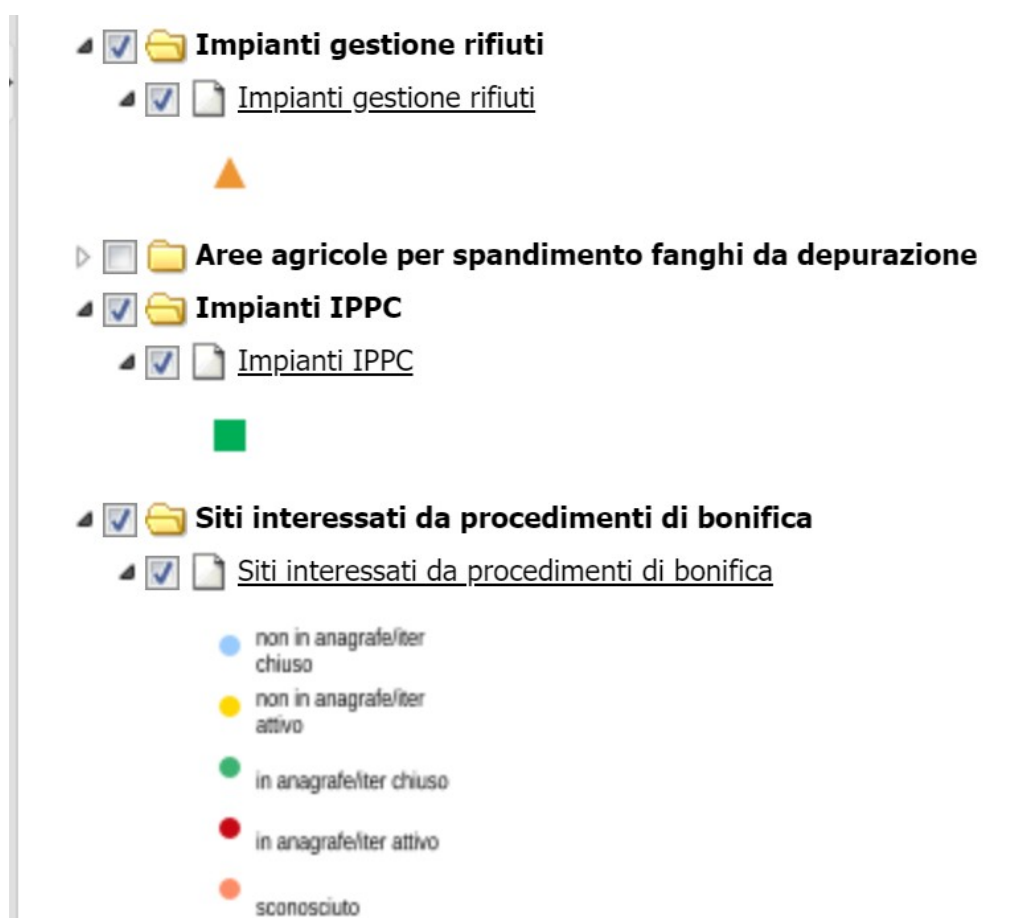 Impianti gestione rifiuti
Impianti gestione rifiuti
Aree agricole per spandimento fanghi da depurazione
Impianti IPPC
Impianti IPPC
Siti interessati da procedimenti di bonifica
Siti interessati da procedimenti di bonifica
non in anagrafe/iter
chiuso
non in anagrafe/iter
attivo
in anagrafe/iter chiuso
in anagrafe/iter attivo
sconosciuto